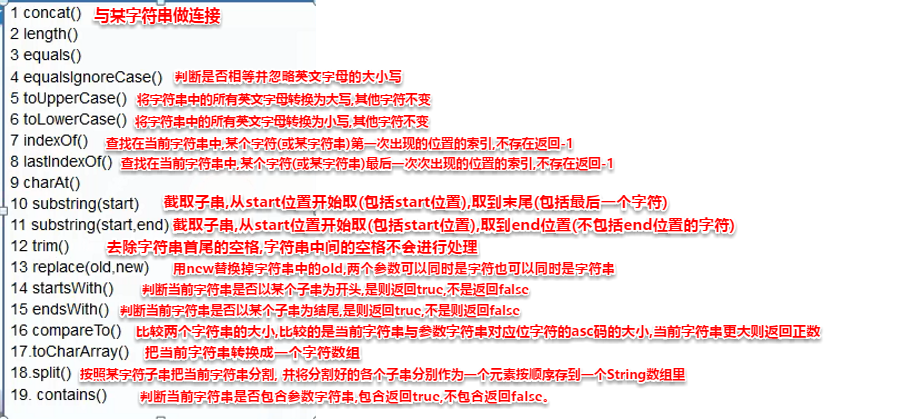 1 concat() 与某字符串做连接
2 length()
3 equals()
4 equalsIgnoreCase() 判断是否相等并忽略英文字母的大小写
5 toUpperCase() 将字符串中的所有英文字母转换为大写,其他字符不变
6 toLowerCase() 将字符串中的所有英文字母转换为小写,其他字符不变
7 indexOf() 查找在当前字符串中,某个字符(或某字符串)第一次出现的位置的索引,不存在返回-1
8 lastIndexOf() 查找在当前字符串中,某个字符(或某字符串)最后一次次出现的位置的索引,不存在返回-1
9 charAt()
10 substring(start) 截取子串,从start位置开始取(包括start位置),取到末尾(包括最后一个字符)
11 substring(start,end) 截取子串,从start位置开始取(包括start位置),取到end位置(不包括end位置的字符)
12 trim() 去除字符串首尾的空格,字符串中间的空格不会进行处理
13 replace(old,new) 用new替换掉字符串中的old,两个参数可以同时是字符也可以同时是字符串
14 startsWith() 判断当前字符串是否以某个子串为开头,是则返回true,不是返回false
15 endsWith() 判断当前字符串是否以某个子串为结尾,是则返回true,不是则返回false
16 compareTo() 比较两个字符串的大小,比较的是当前字符串与参数字符串对应位字符的asc码的大小,当前字符串更大则返回正数
17.toCharArray() 把当前字符串转换成一个字符数组
18.split() 按照某字符子串把当前字符串分割, 并将分割好的各个子串分别作为一个元素按顺序存到一个String数组里
19. contains() 判断当前字符串是否包含参数字符串,包含返回true,不包含返回false。